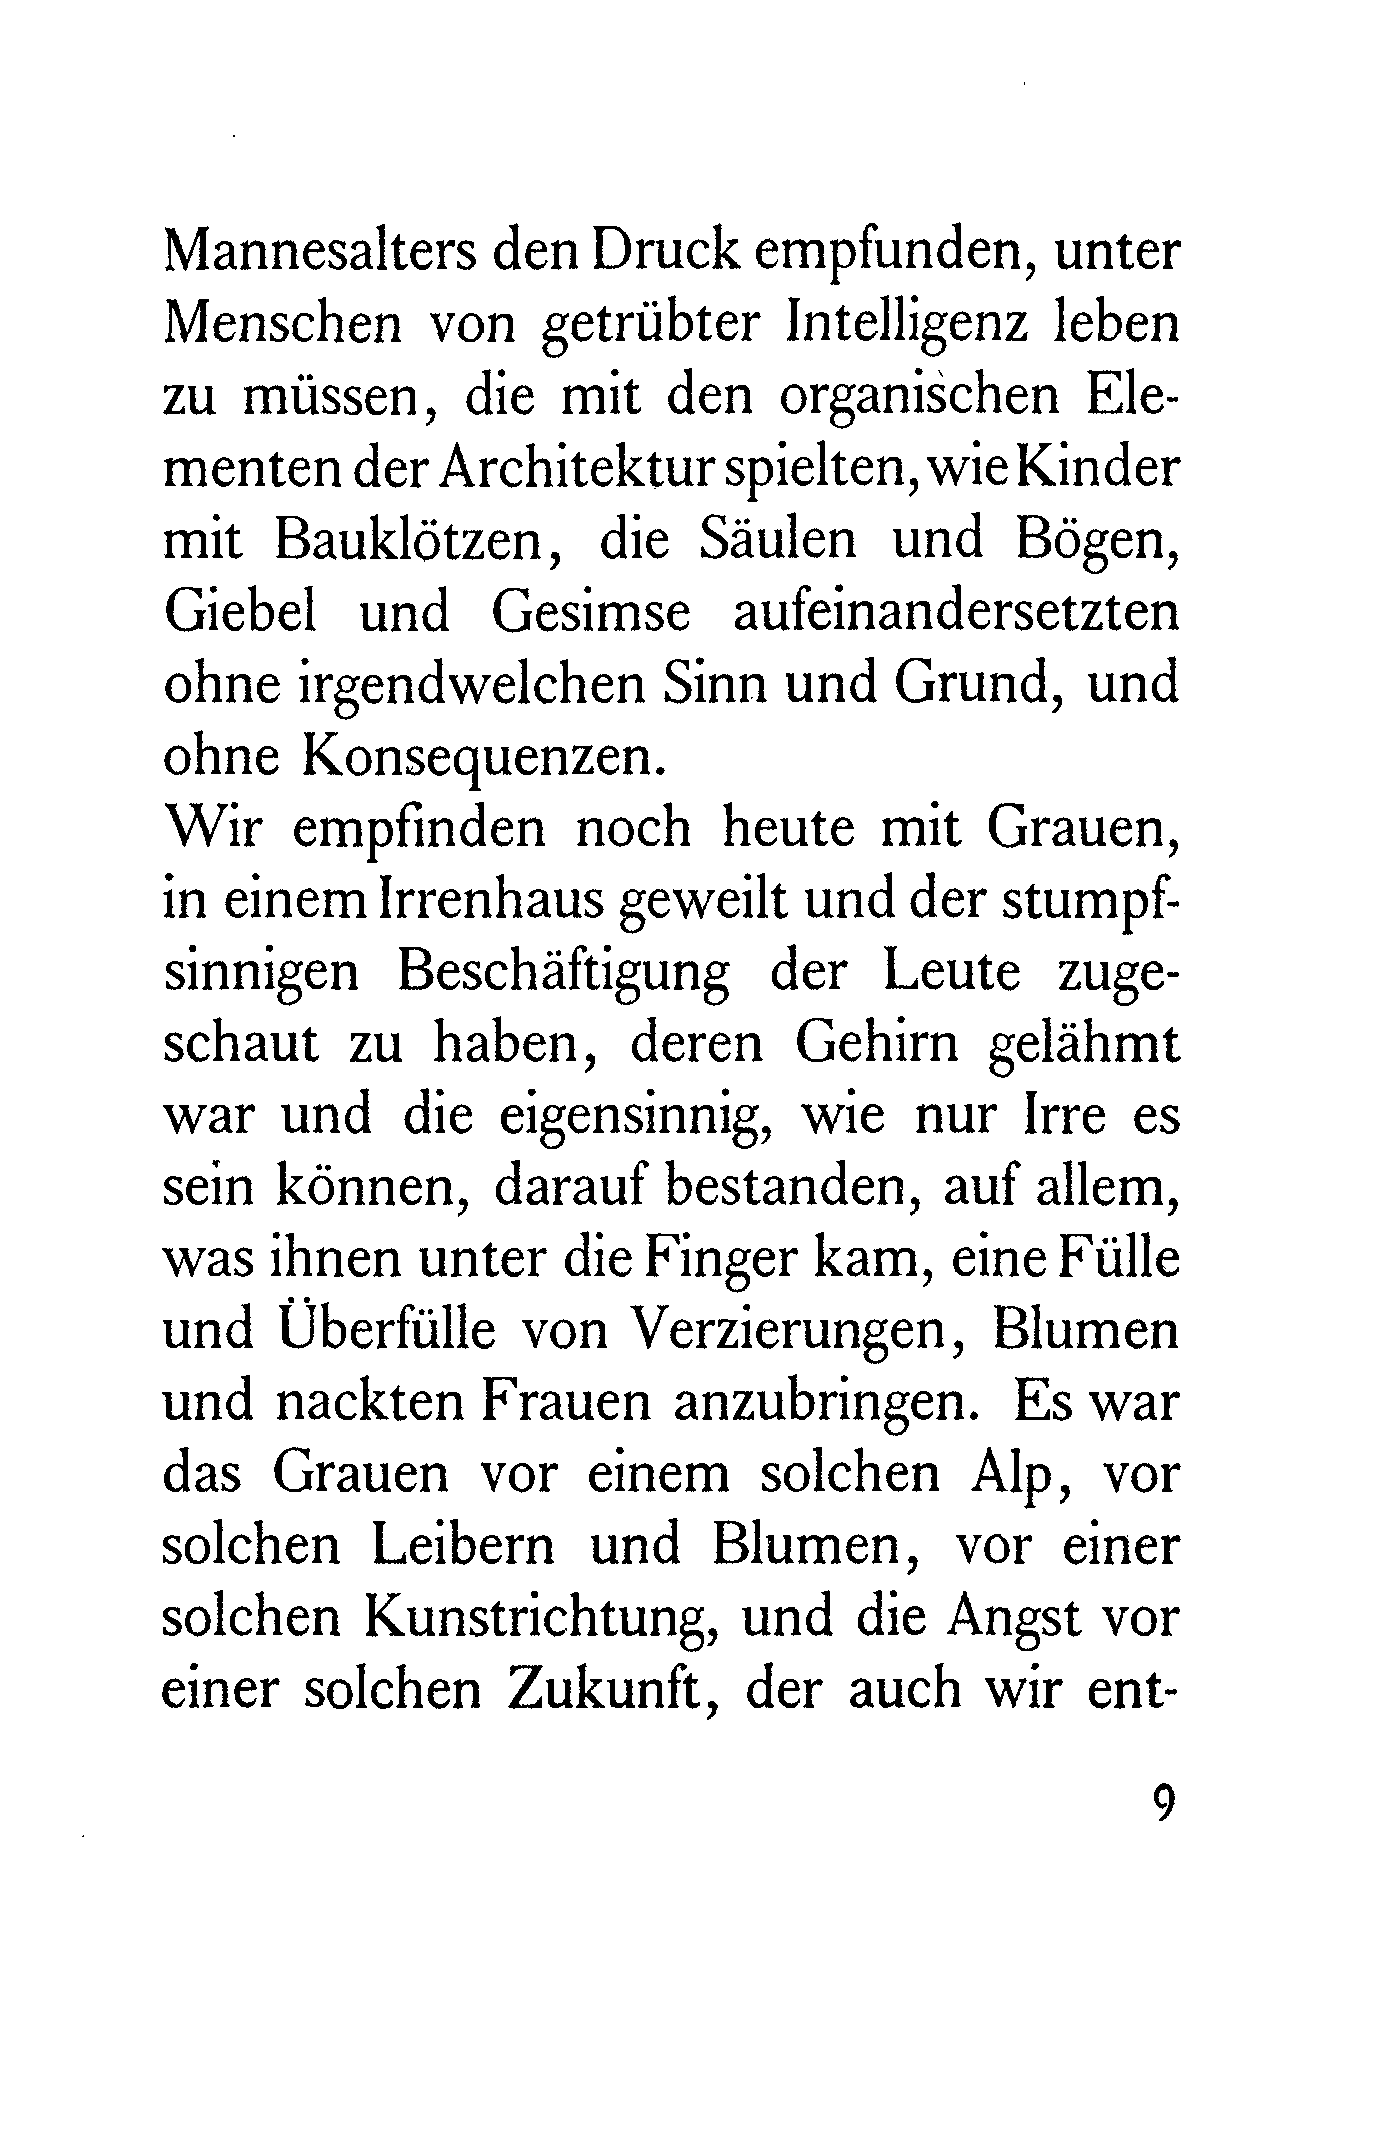 Mannesalters den Druck empfunden, unter
Menschen von getrübter Intelligenz leben
zu müssen, die mit den organischen Ele-
menten der Architektur spielten, wie Kinder
mit Bauklötzen, die Säulen und Bögen,
Giebel und Gesimse aufeinandersetzten
ohne irgendwelchen Sinn und Grund, und
ohne Konsequenzen.
Wir empfinden noch heute mit Grauen,
in einem Irrenhaus geweilt und der stumpf-
sinnigen Beschäftigung der Leute zuge-
schaut zu haben, deren Gehirn gelähmt
war und die eigensinnig, wie nur Irre es
sein können, darauf bestanden, auf allem,
was ihnen unter die Finger kam, eine Fülle
und Überfülle von Verzierungen, Blumen
und nackten Frauen anzubringen. Es war
das Grauen vor einem solchen Alp, vor
solchen Leibern und Blumen, vor einer
solchen Kunstrichtung, und die Angst vor
einer solchen Zukunft, der auch wir ent-
9